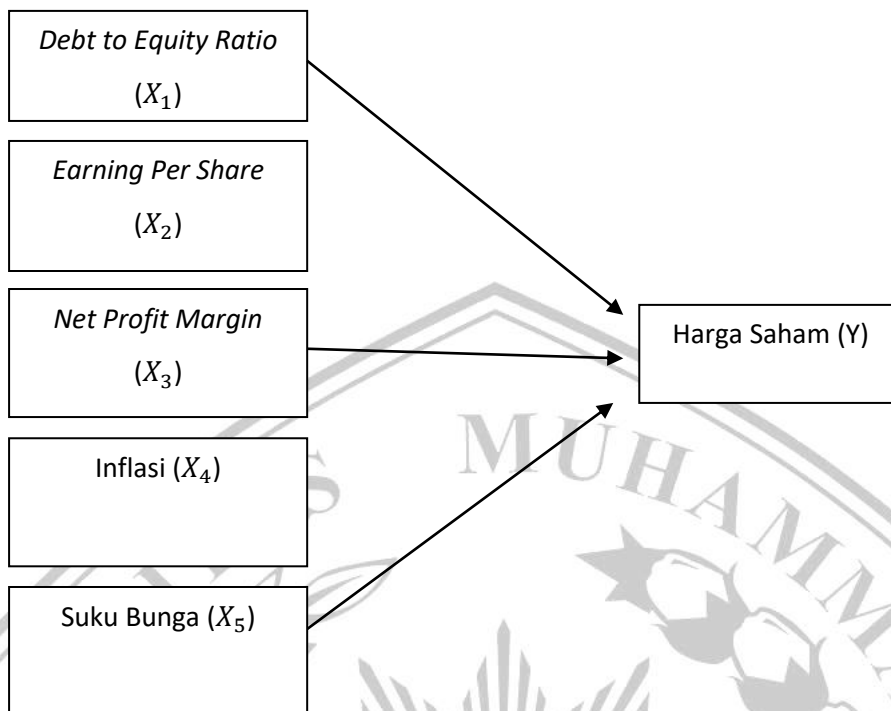 Debt to Equity Ratio
(𝑋₁)
Earning Per Share
(𝑋₂)
Net Profit Margin
(𝑋₃)
Harga Saham (Y)
Inflasi (𝑋₄)
Suku Bunga (𝑋₅)
S MUHAMM